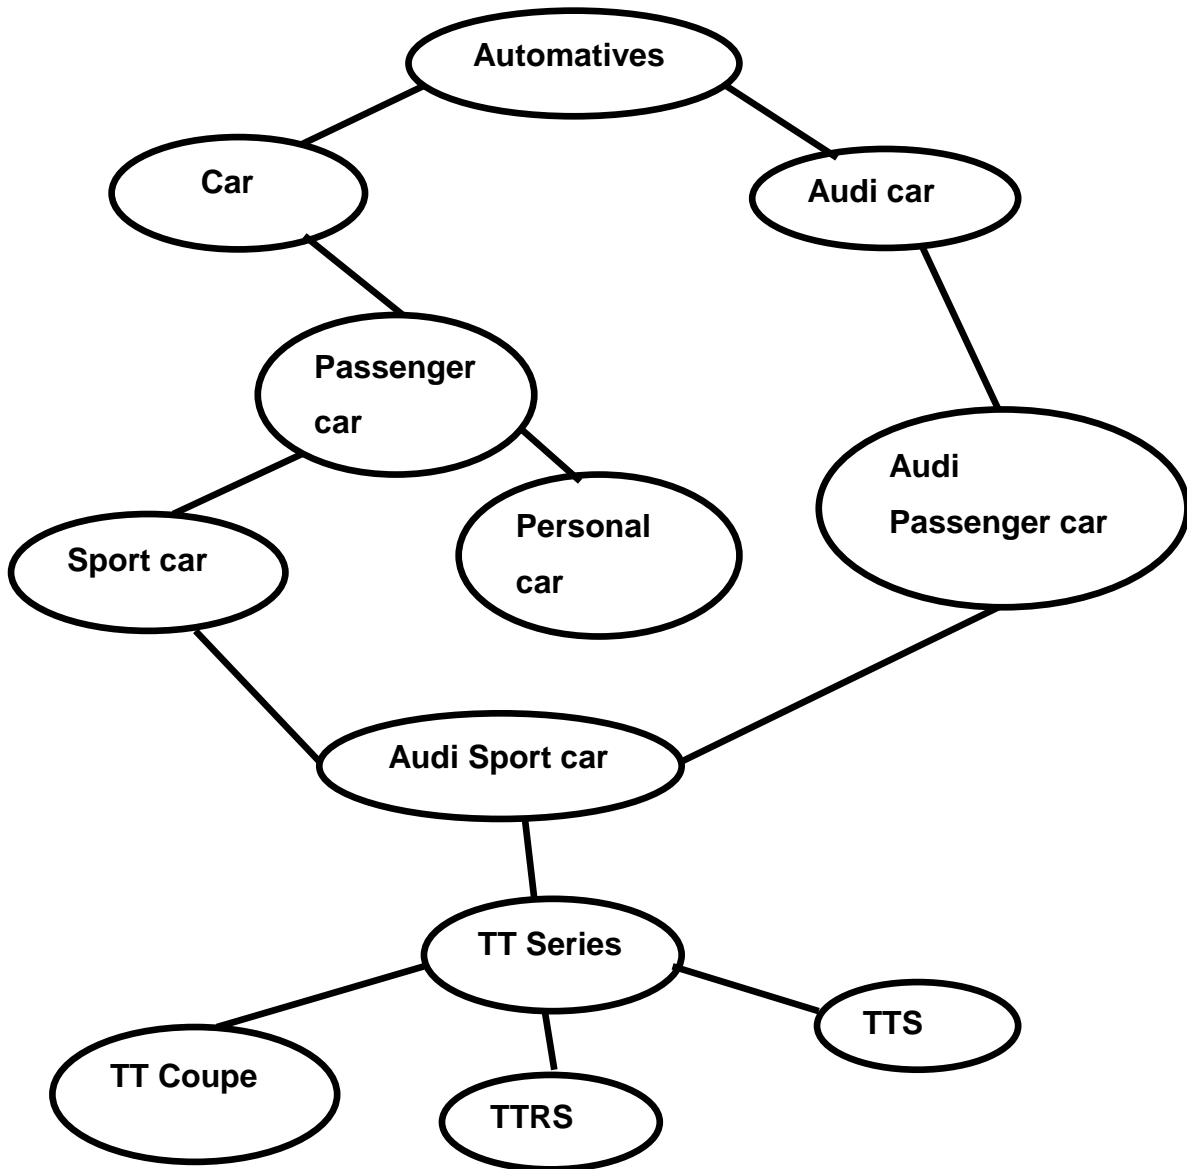 Automatives
Car
Audi car
Passenger
car
Audi
Passenger car
Personal
car
Sport car
Audi Sport car
TT Series
TTS
TT Coupe
TTRS